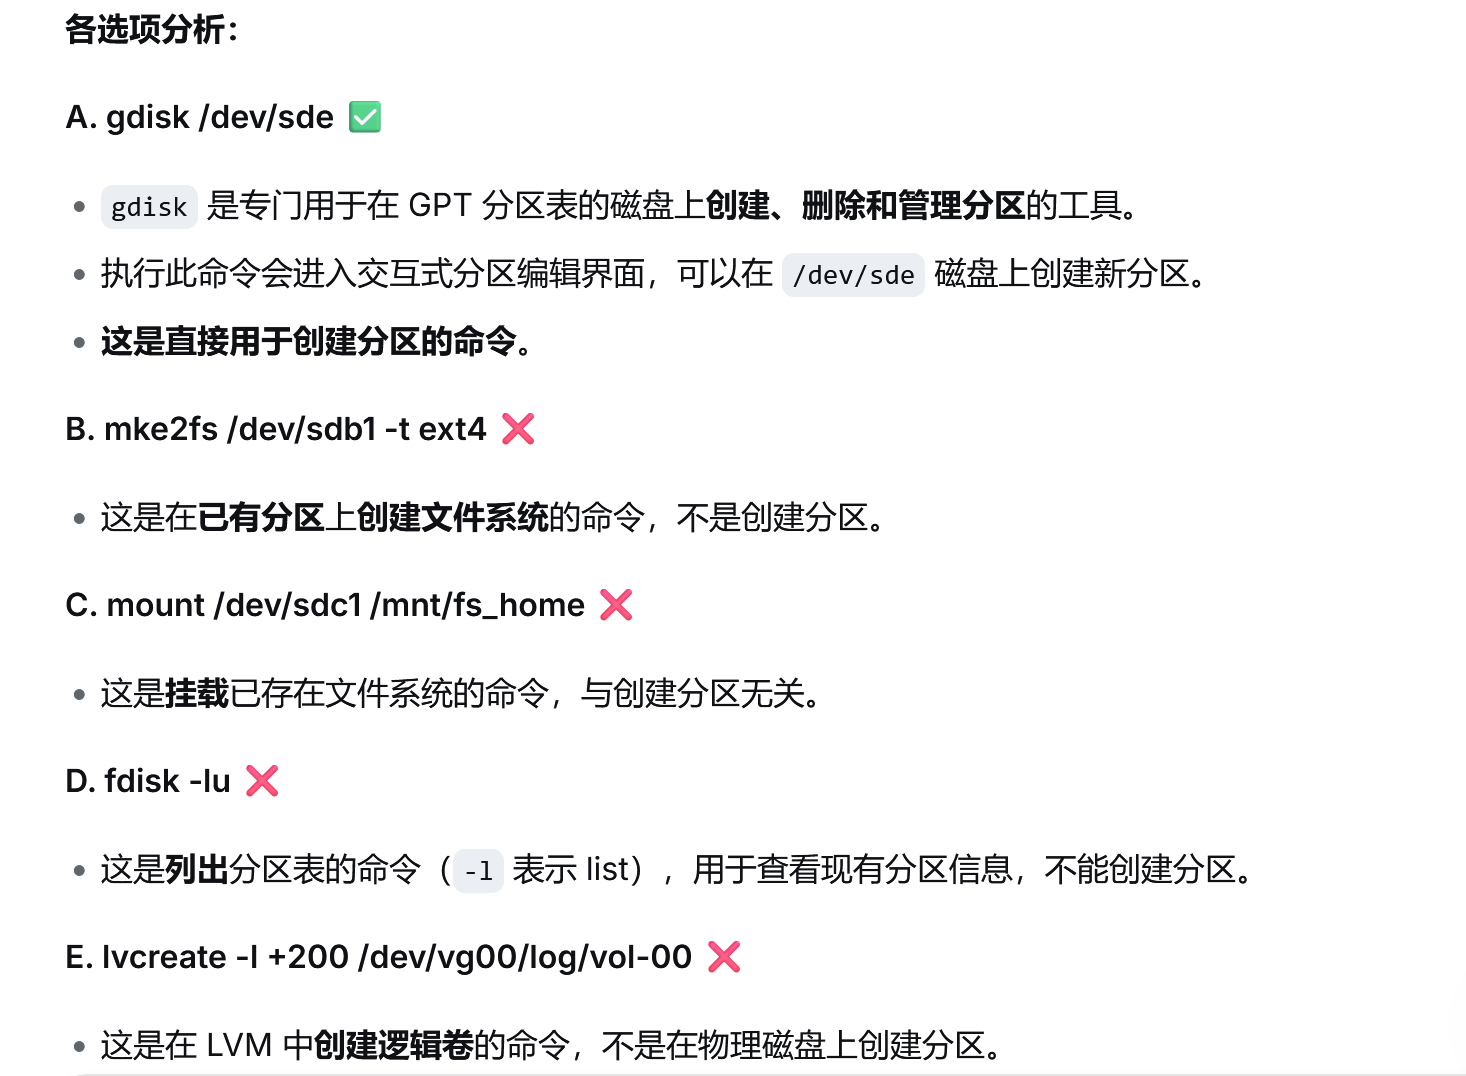 各选项分析：
A. gdisk /dev/sde ✅
• gdisk 是专门用于在 GPT 分区表的磁盘上创建、删除和管理分区的工具。
• 执行此命令会进入交互式分区编辑界面，可以在 /dev/sde 磁盘上创建新分区。
• 这是直接用于创建分区的命令。
B. mke2fs /dev/sdb1 -t ext4 ❌
• 这是在已有分区上创建文件系统的命令，不是创建分区。
C. mount /dev/sdc1 /mnt/fs_home ❌
• 这是挂载已存在文件系统的命令，与创建分区无关。
D. fdisk -lu ❌
• 这是列出分区表的命令（-l 表示 list），用于查看现有分区信息，不能创建分区。
E. lvcreate -l +200 /dev/vg00/log/vol-00 ❌
• 这是在 LVM 中创建逻辑卷的命令，不是在物理磁盘上创建分区。